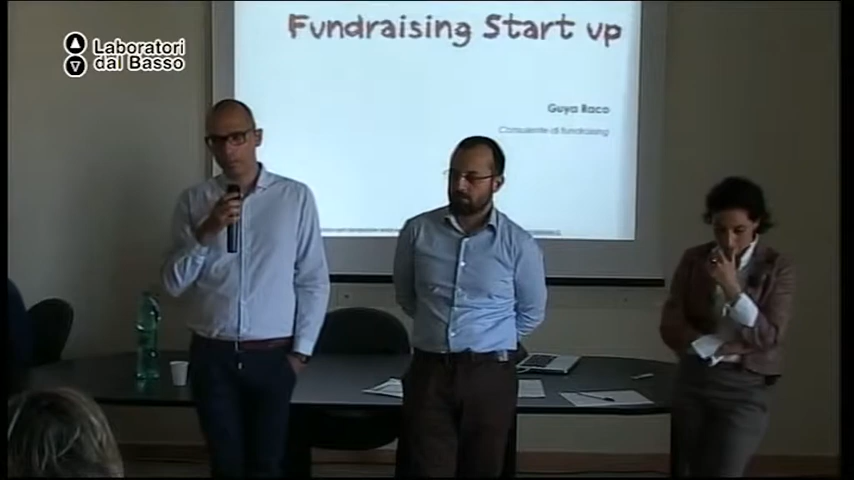 Laboratori
dal Basso
Fundraising Start up
Guya Raco
Consulente di fundraising